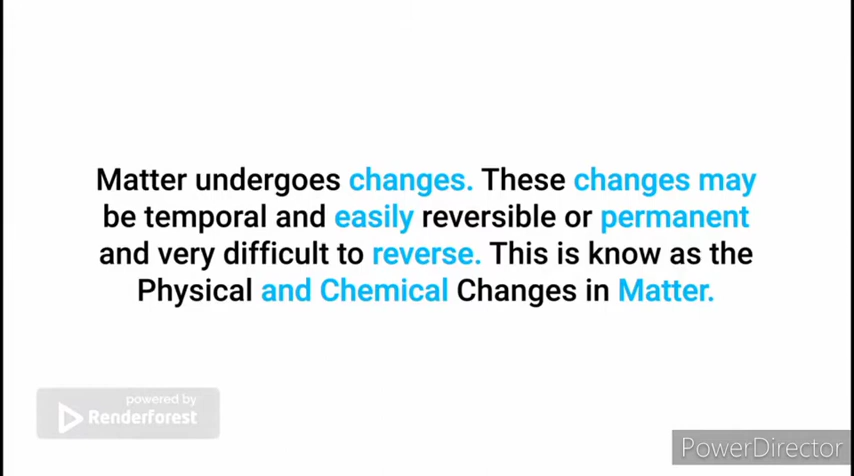 Matter undergoes changes. These changes may
be temporal and easily reversible or permanent
and very difficult to reverse. This is know as the
Physical and Chemical Changes in Matter.
powered by
Renderforest
PowerDirector